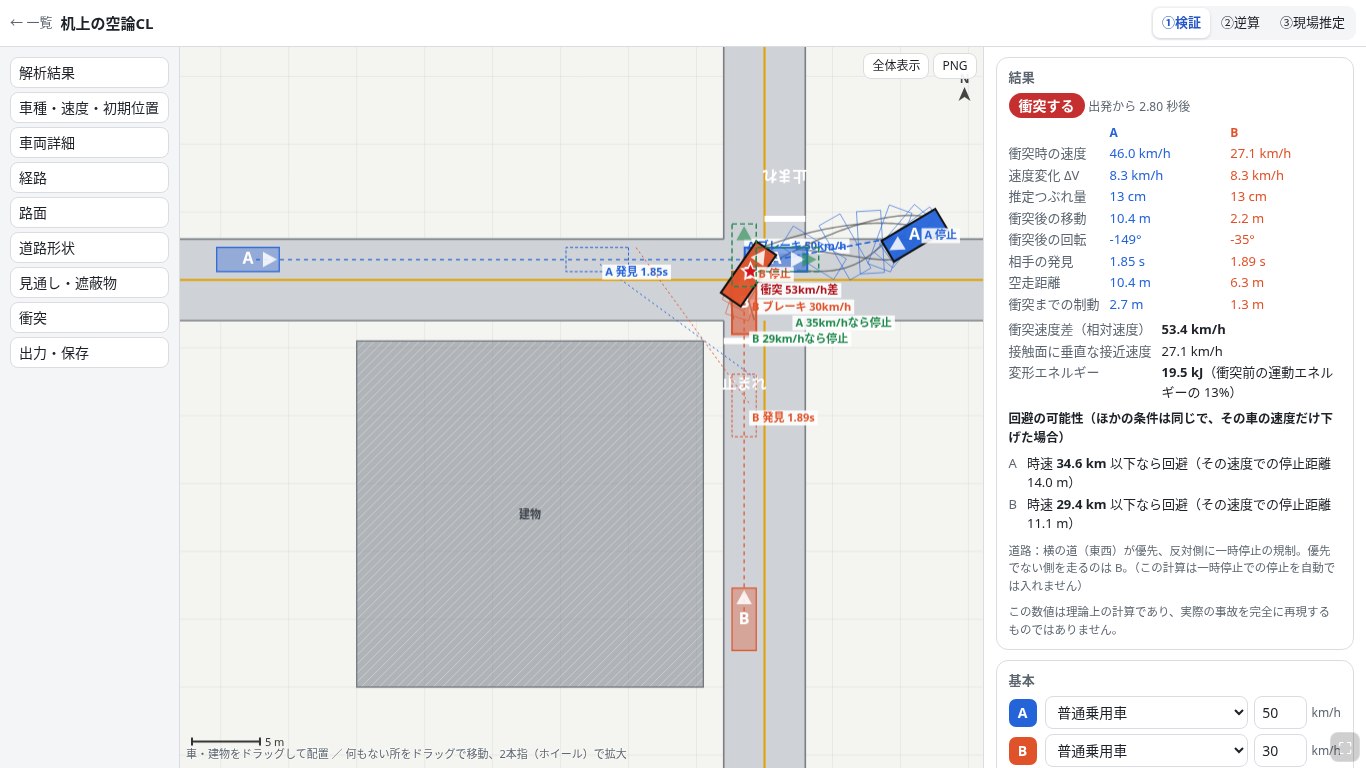 ← 一覧 机上の空論CL
①検証 ②逆算 ③現場推定
解析結果
車種・速度・初期位置
車両詳細
経路
路面
道路形状
見通し・遮蔽物
衝突
出力・保存
全体表示 PNG
N
止まれ
A
A 発見 1.85s
A ブレーキ 50km/h
A
A
A 停止
B 停止
衝突 53km/h差
B ブレーキ 30km/h
A 35km/hなら停止
B 29km/hなら停止
止まれ
B 発見 1.89s
建物
B
5 m
車・建物をドラッグして配置 ／ 何もない所をドラッグで移動、2本指（ホイール）で拡大
結果
衝突する 出発から 2.80 秒後
A B
衝突時の速度 46.0 km/h 27.1 km/h
速度変化 ΔV 8.3 km/h 8.3 km/h
推定つぶれ量 13 cm 13 cm
衝突後の移動 10.4 m 2.2 m
衝突後の回転 -149° -35°
相手の発見 1.85 s 1.89 s
空走距離 10.4 m 6.3 m
衝突までの制動 2.7 m 1.3 m
衝突速度差（相対速度） 53.4 km/h
接触面に垂直な接近速度 27.1 km/h
変形エネルギー 19.5 kJ（衝突前の運動エネル
ギーの 13%）
回避の可能性（ほかの条件は同じで、その車の速度だけ下
げた場合）
A 時速 34.6 km 以下なら回避（その速度での停止距離
14.0 m）
B 時速 29.4 km 以下なら回避（その速度での停止距離
11.1 m）
道路：横の道（東西）が優先、反対側に一時停止の規制。優先
でない側を走るのは B。（この計算は一時停止での停止を自動で
は入れません）
この数値は理論上の計算であり、実際の事故を完全に再現する
ものではありません。
基本
A 普通乗用車 50 km/h
B 普通乗用車 30 km/h